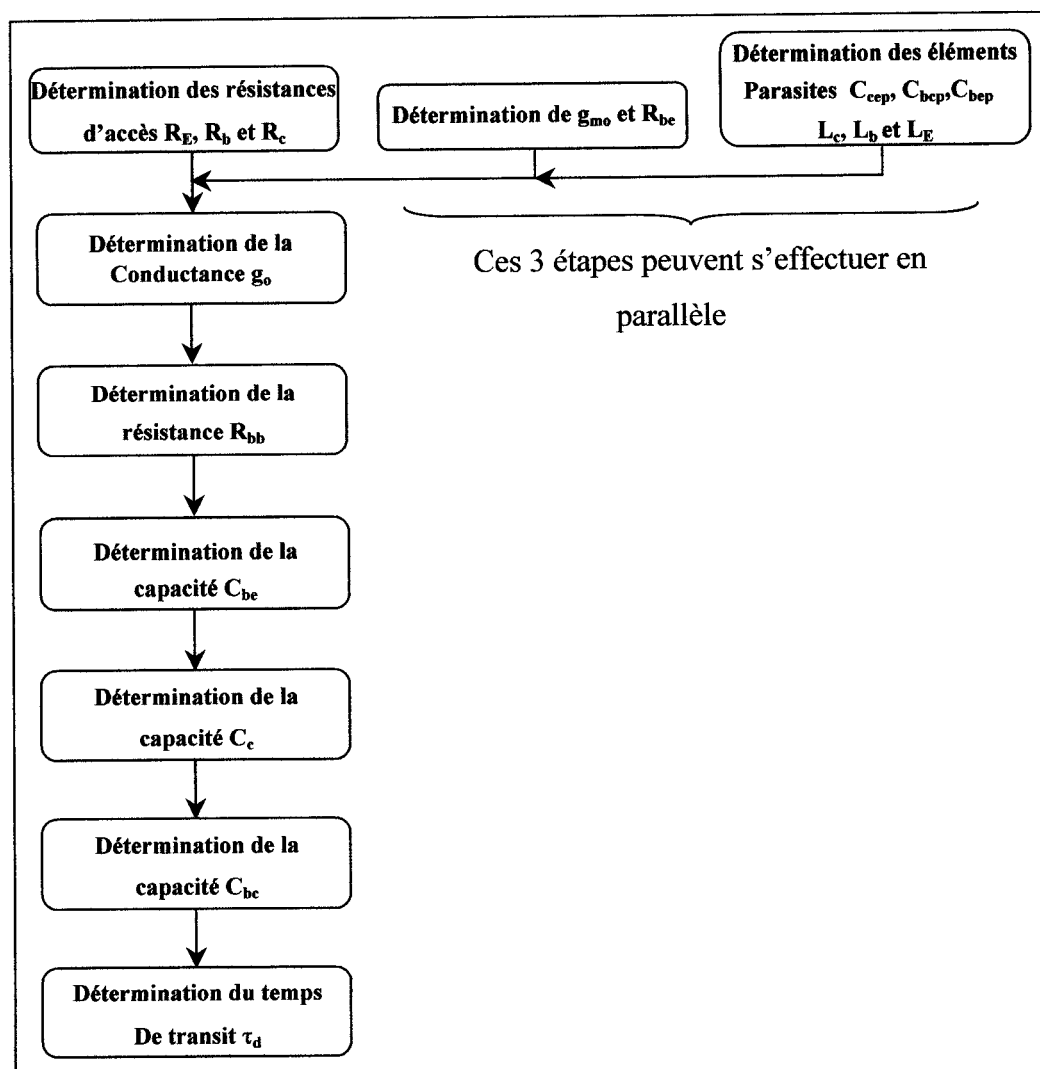 Détermination des résistances
d'accès R_E, R_b et R_c
Détermination de g_mo et R_be
Détermination des éléments
Parasites C_cep, C_bcp,C_bep
L_c, L_b et L_E
Détermination de la
Conductance g_o
Ces 3 étapes peuvent s'effectuer en
parallèle
Détermination de la
résistance R_bb
Détermination de la
capacité C_be
Détermination de la
capacité C_c
Détermination de la
capacité C_bc
Détermination du temps
De transit τ_d